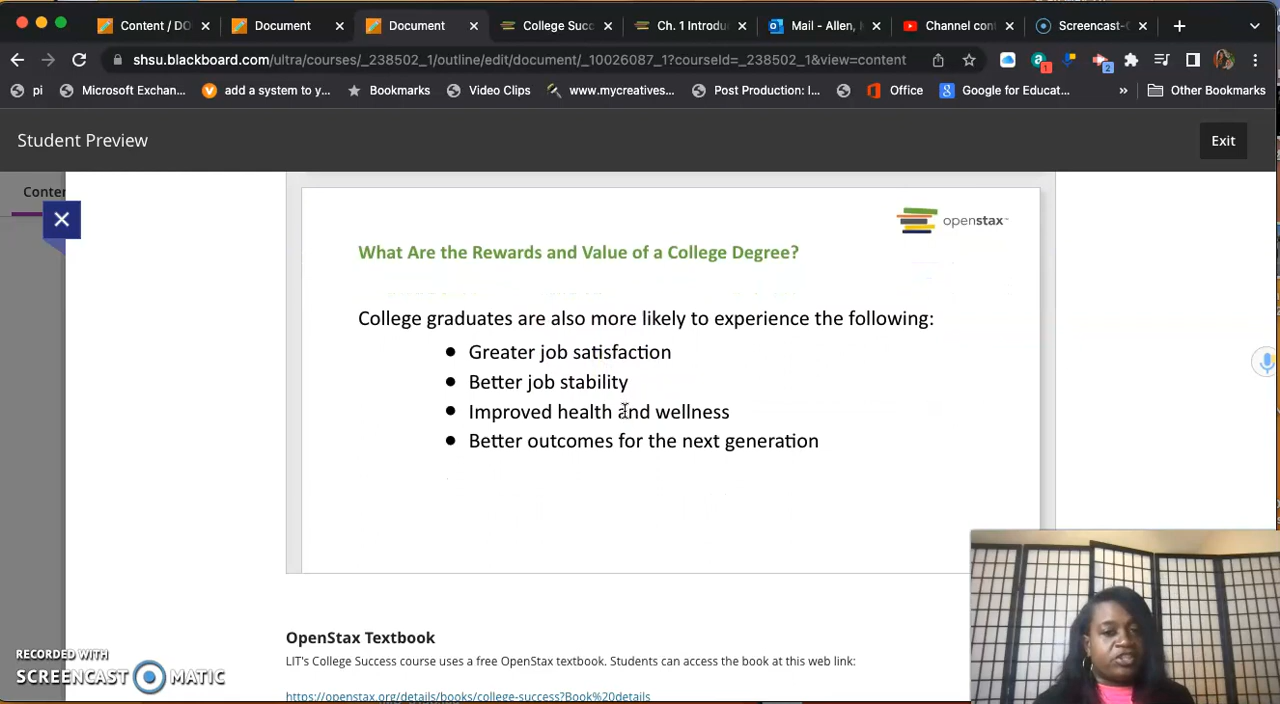 Content / DO
Document
Document
College Succ
Ch. 1 Introdu
Mail - Allen, M
Channel cont
Screencast-O
shsu.blackboard.com/ultra/courses/_238502_1/outline/edit/document/_10026087_1?courseId=_238502_1&view=content
1
2
pi
Microsoft Exchan...
add a system to y...
Bookmarks
Video Clips
www.mycreatives...
Post Production: I...
Office
Google for Educat...
»
Other Bookmarks
Student Preview
Exit
Conten
openstax
What Are the Rewards and Value of a College Degree?
College graduates are also more likely to experience the following:
• Greater job satisfaction
• Better job stability
• Improved health and wellness
• Better outcomes for the next generation
OpenStax Textbook
LIT's College Success course uses a free OpenStax textbook. Students can access the book at this web link:
https://openstax.org/details/books/college-success?Book%20details
RECORDED WITH
SCREENCAST MATIC